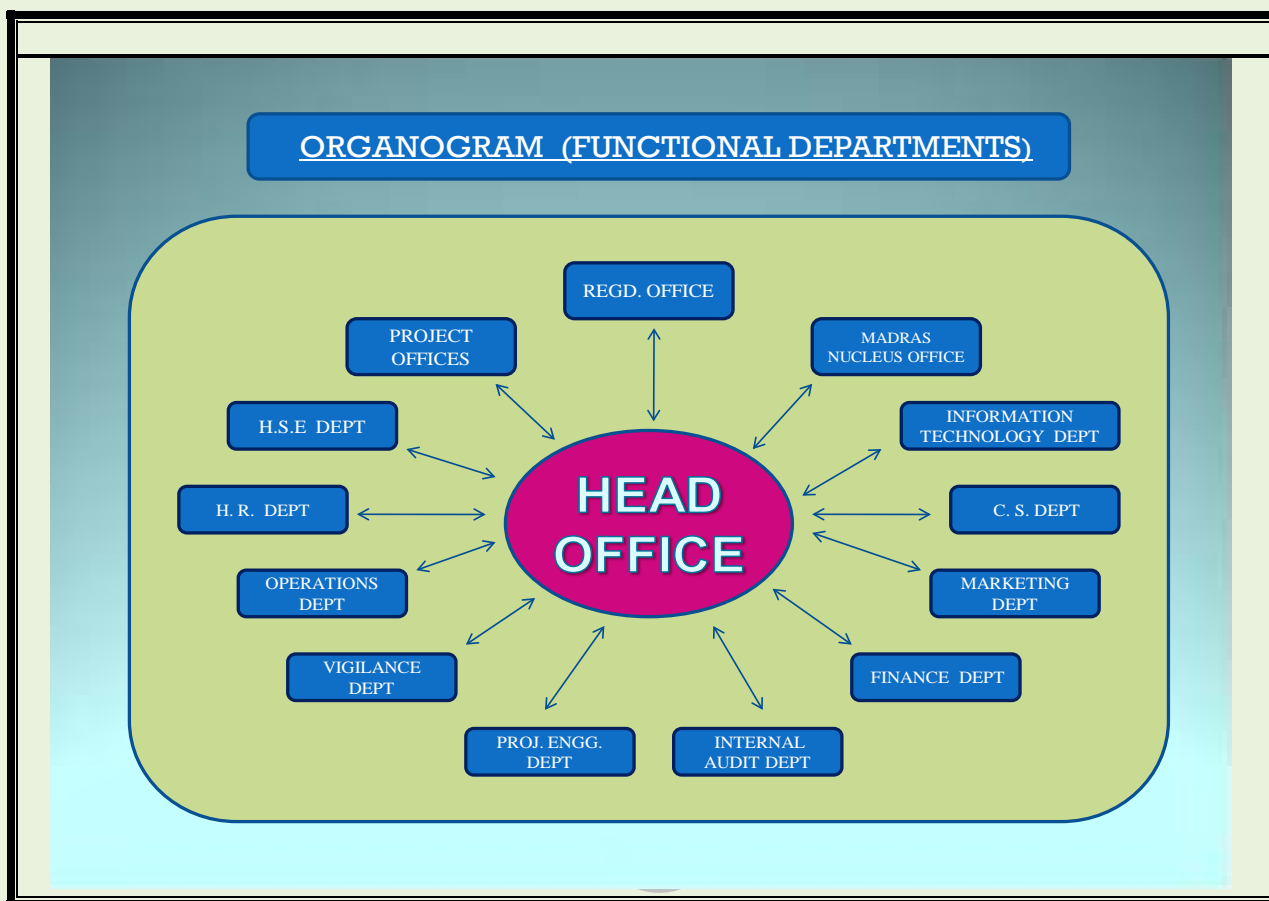 ORGANOGRAM (FUNCTIONAL DEPARTMENTS)
REGD. OFFICE
PROJECT
OFFICES
MADRAS
NUCLEUS OFFICE
H.S.E DEPT
INFORMATION
TECHNOLOGY DEPT
HEAD
OFFICE
H. R. DEPT
C. S. DEPT
OPERATIONS
DEPT
MARKETING
DEPT
VIGILANCE
DEPT
FINANCE DEPT
PROJ. ENGG.
DEPT
INTERNAL
AUDIT DEPT